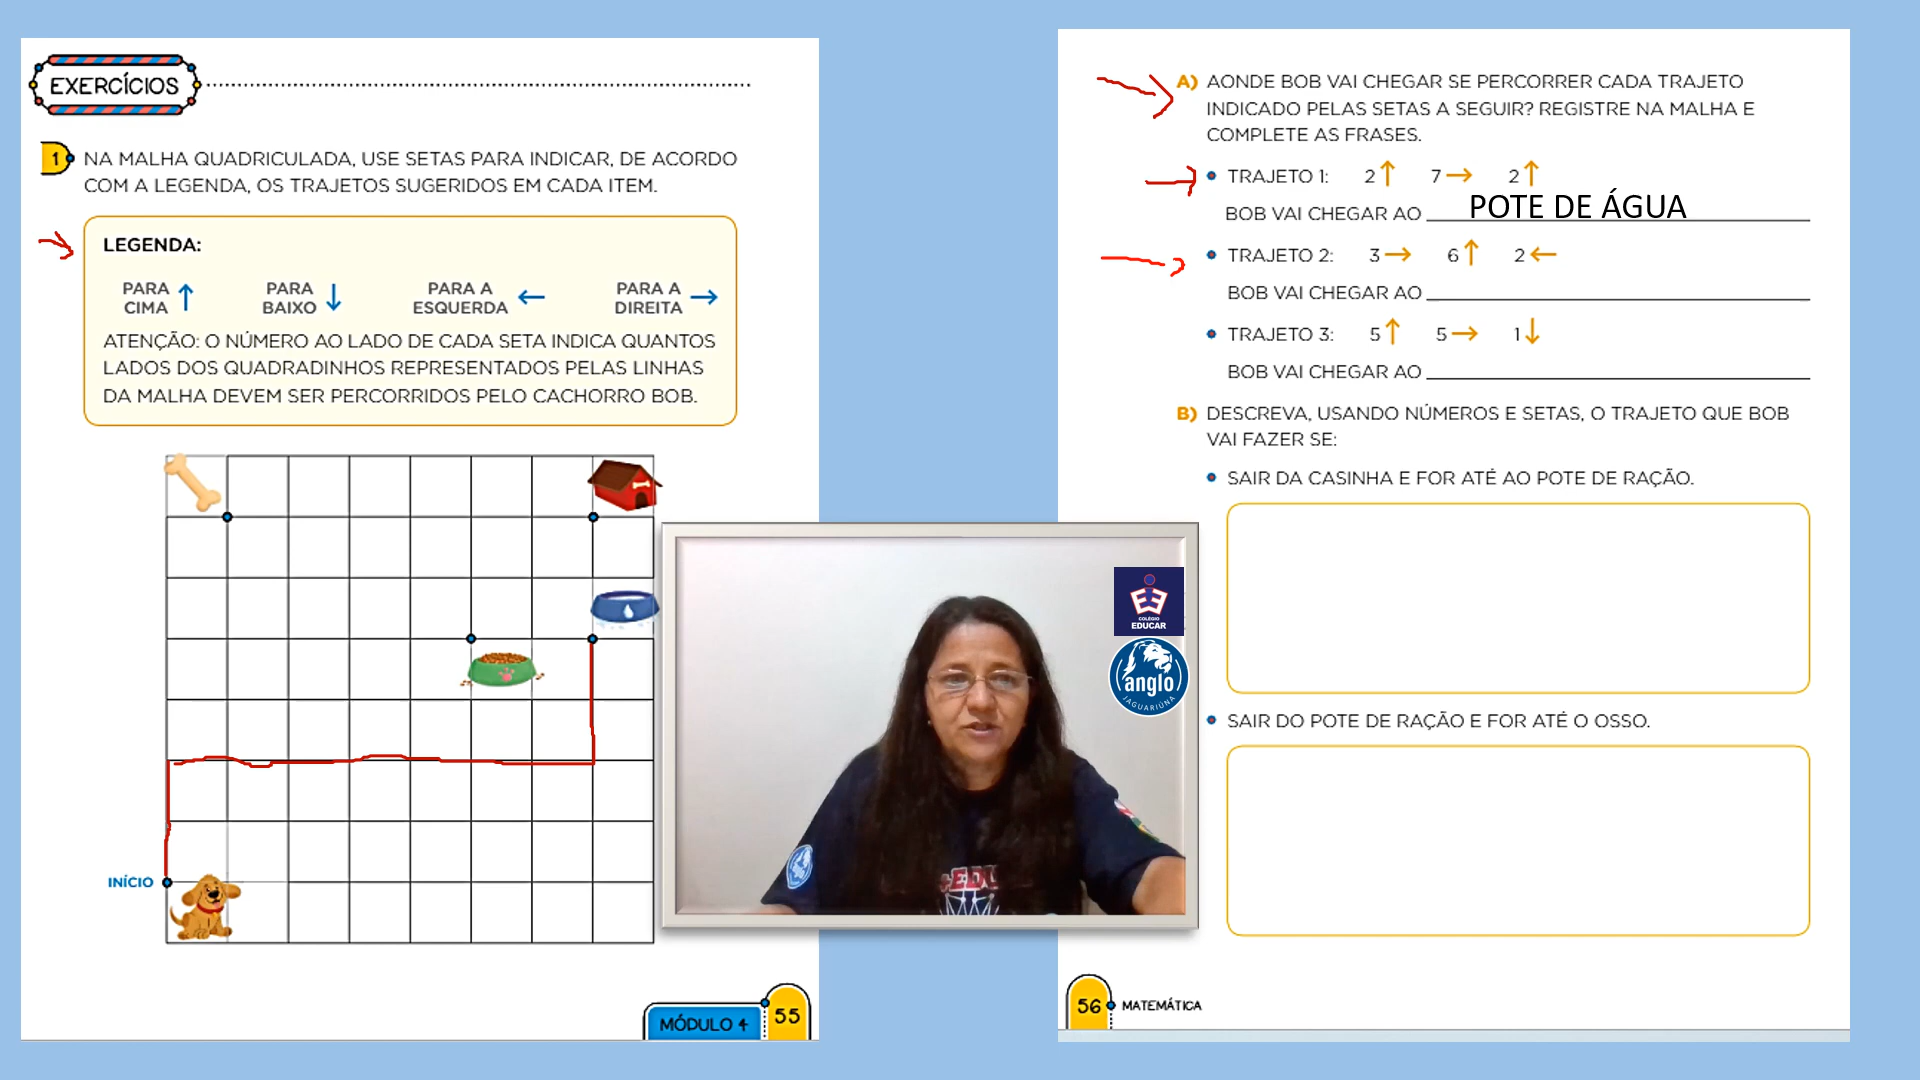 EXERCÍCIOS
1 NA MALHA QUADRICULADA, USE SETAS PARA INDICAR, DE ACORDO
COM A LEGENDA, OS TRAJETOS SUGERIDOS EM CADA ITEM.
LEGENDA:
PARA CIMA ↑ PARA BAIXO ↓ PARA A ESQUERDA ← PARA A DIREITA →
ATENÇÃO: O NÚMERO AO LADO DE CADA SETA INDICA QUANTOS
LADOS DOS QUADRADINHOS REPRESENTADOS PELAS LINHAS
DA MALHA DEVEM SER PERCORRIDOS PELO CACHORRO BOB.
INÍCIO
MÓDULO 4 55
A) AONDE BOB VAI CHEGAR SE PERCORRER CADA TRAJETO
INDICADO PELAS SETAS A SEGUIR? REGISTRE NA MALHA E
COMPLETE AS FRASES.
TRAJETO 1: 2↑ 7→ 2↑
BOB VAI CHEGAR AO POTE DE ÁGUA
TRAJETO 2: 3→ 6↑ 2←
BOB VAI CHEGAR AO
TRAJETO 3: 5↑ 5→ 1↓
BOB VAI CHEGAR AO
B) DESCREVA, USANDO NÚMEROS E SETAS, O TRAJETO QUE BOB
VAI FAZER SE:
SAIR DA CASINHA E FOR ATÉ AO POTE DE RAÇÃO.
SAIR DO POTE DE RAÇÃO E FOR ATÉ O OSSO.
56 MATEMÁTICA
COLÉGIO
EDUCAR
anglo
JAGUARIÚNA
+EDU